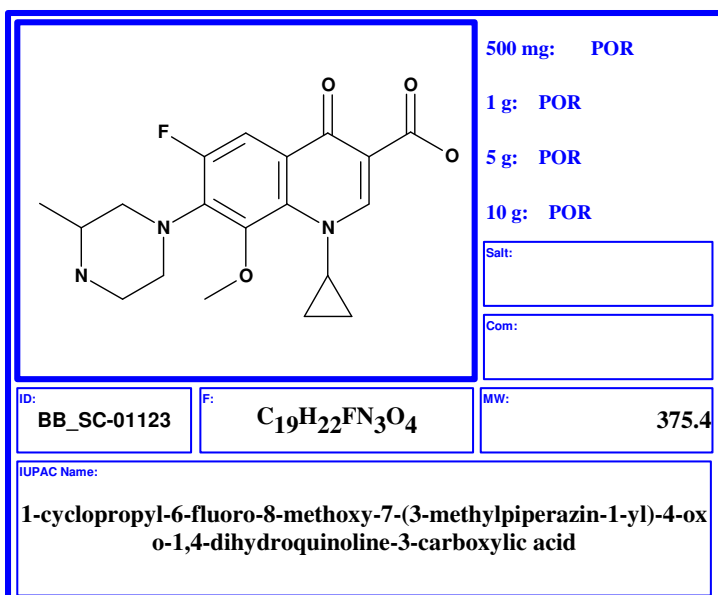 500 mg: POR
1 g: POR
5 g: POR
10 g: POR
O
O
F
O
N
N
N
O
Salt:
Com:
ID:
BB_SC-01123
F:
C19H22FN3O4
MW:
375.4
IUPAC Name:
1-cyclopropyl-6-fluoro-8-methoxy-7-(3-methylpiperazin-1-yl)-4-ox
o-1,4-dihydroquinoline-3-carboxylic acid